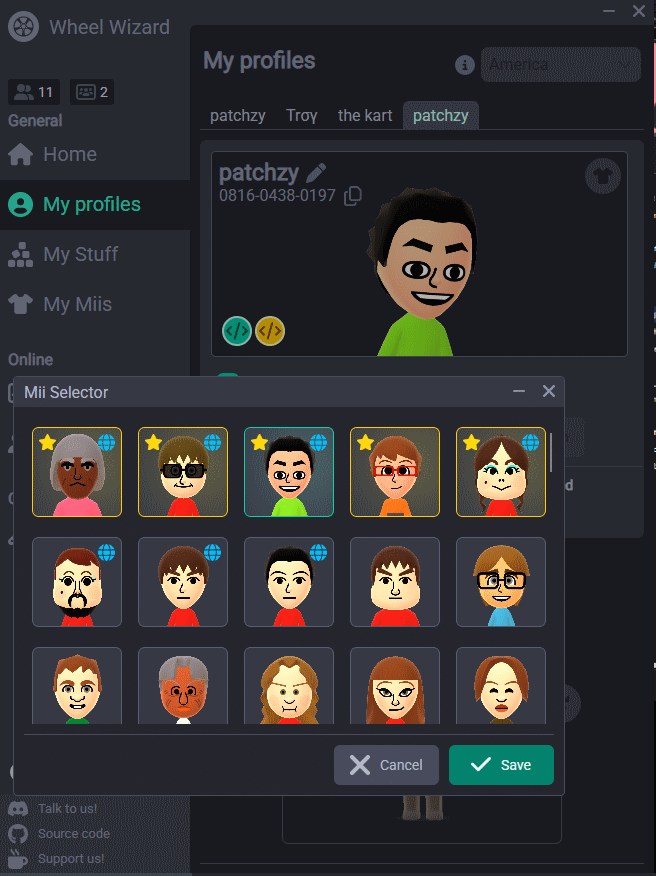 Wheel Wizard
11
2
General
Home
My profiles
My Stuff
My Miis
Online
My profiles
America
patchzy
Τroγ
the kart
patchzy
patchzy
0816-0438-0197
Mii Selector
d
Cancel
Save
Talk to us!
Source code
Support us!